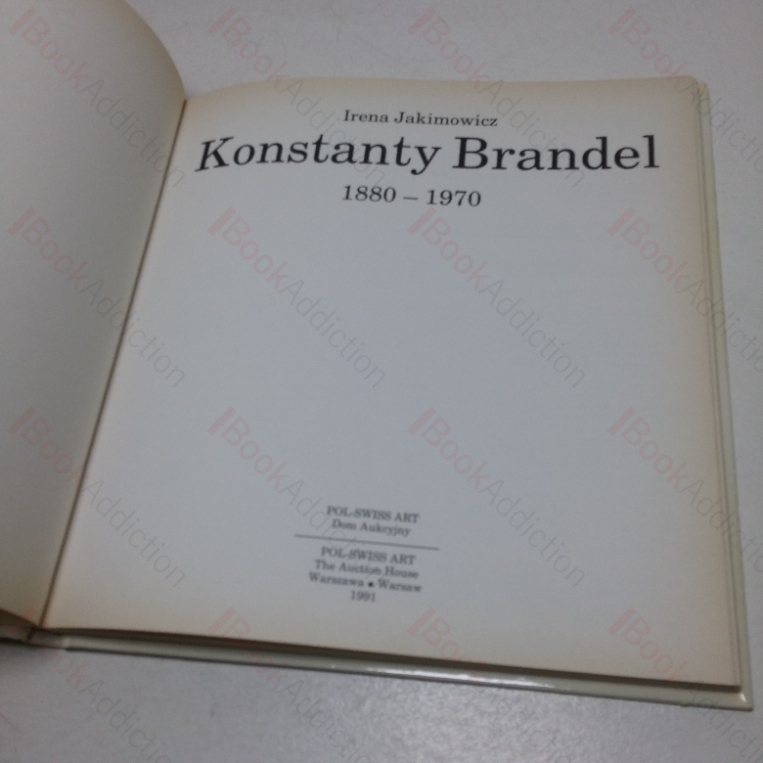 Irena Jakimowicz
Konstanty Brandel
1880 – 1970
POL-SWISS ART
Dom Aukcyjny
POL-SWISS ART
The Auction House
Warszawa • Warsaw
1991
BookAddiction